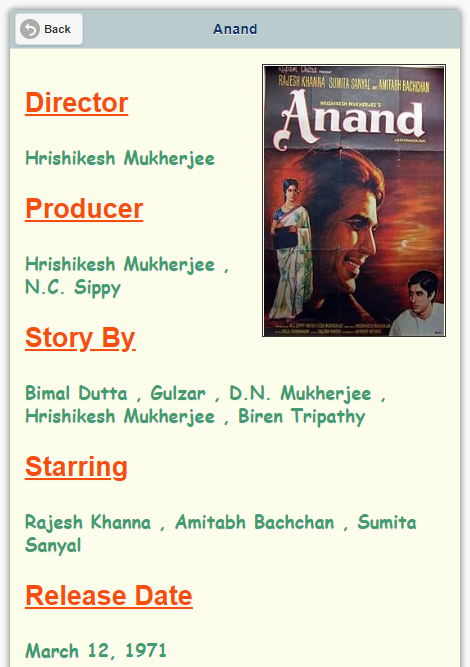 Back
Anand
RAJESH KHANNA SUMITA SANYAL AND AMITABH BACHCHAN
HRISHIKESH MUKHERJEE'S
Anand
Director
Hrishikesh Mukherjee
Producer
Hrishikesh Mukherjee ,
N.C. Sippy
Story By
Bimal Dutta , Gulzar , D.N. Mukherjee ,
Hrishikesh Mukherjee , Biren Tripathy
Starring
Rajesh Khanna , Amitabh Bachchan , Sumita
Sanyal
Release Date
March 12, 1971